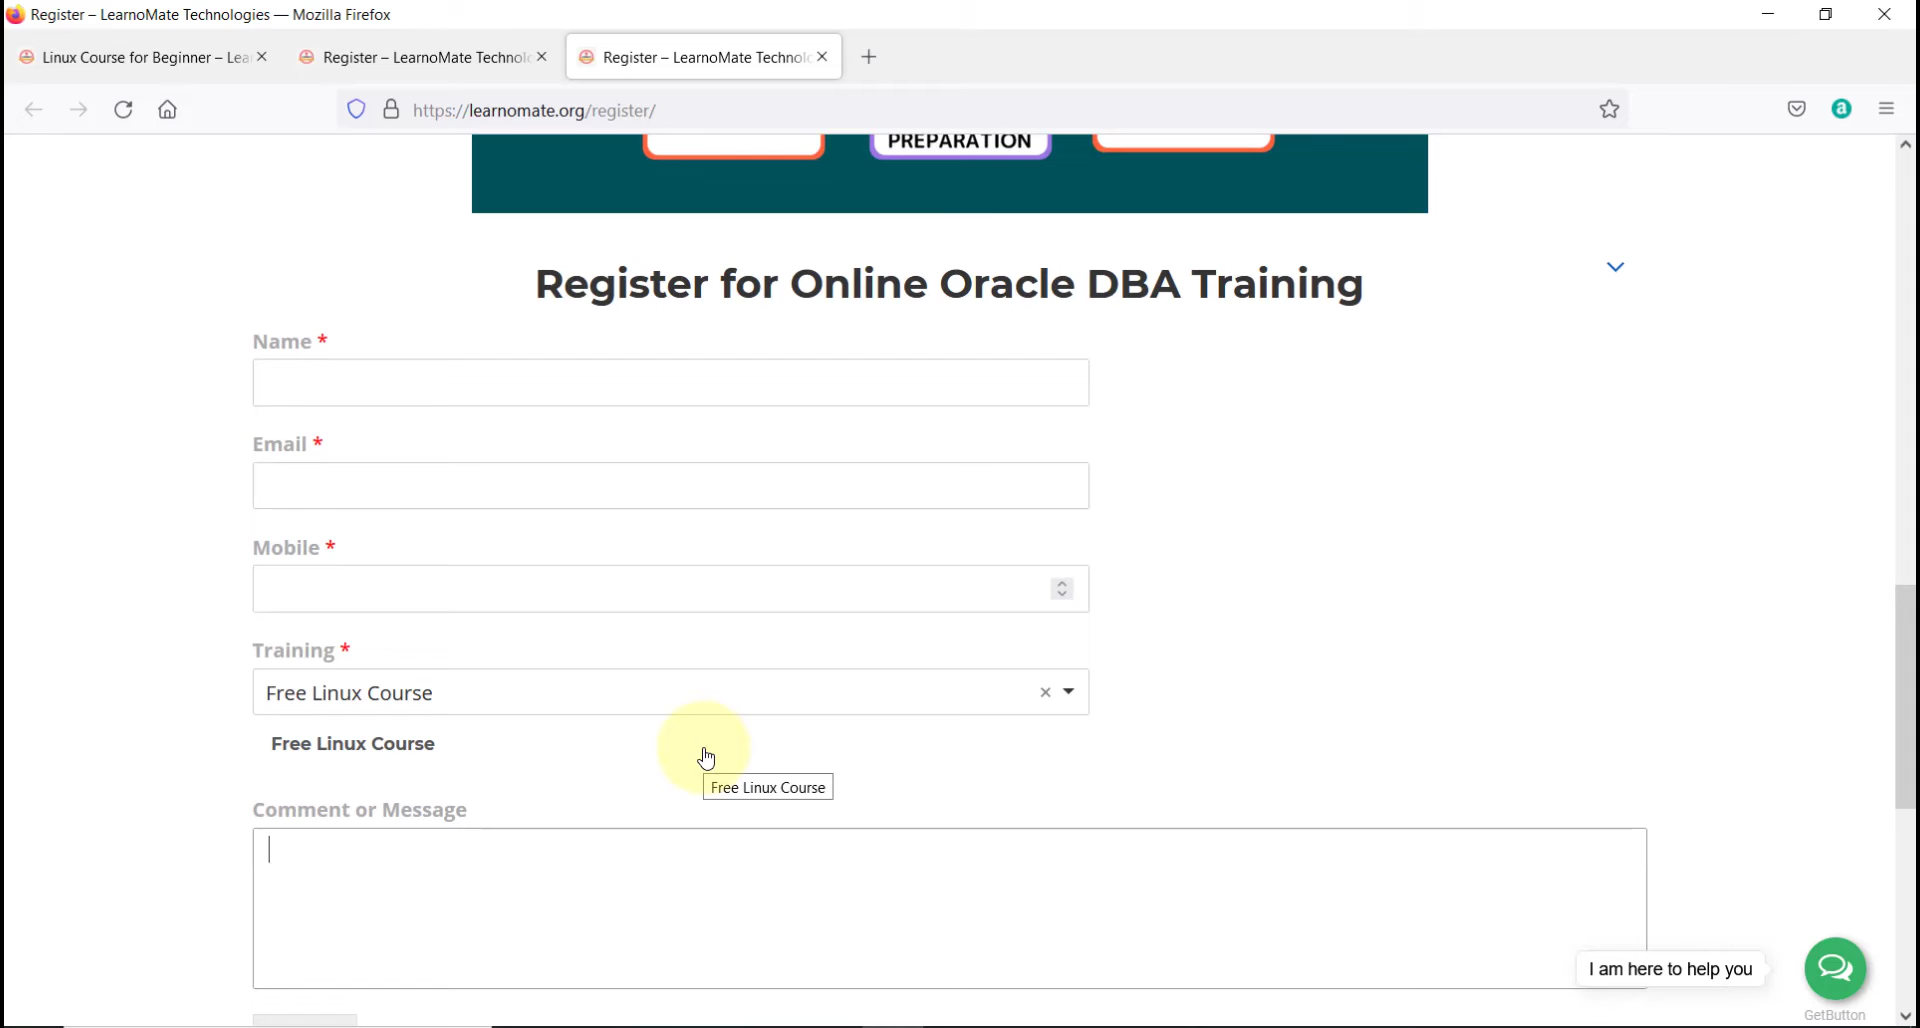 Register – LearnoMate Technologies — Mozilla Firefox
Linux Course for Beginner – Lea
Register – LearnoMate Technolo
Register – LearnoMate Technolo
https://learnomate.org/register/
a
PREPARATION
Register for Online Oracle DBA Training
Name *
Email *
Mobile *
Training *
Free Linux Course
Free Linux Course
Free Linux Course
Comment or Message
I am here to help you
GetButton